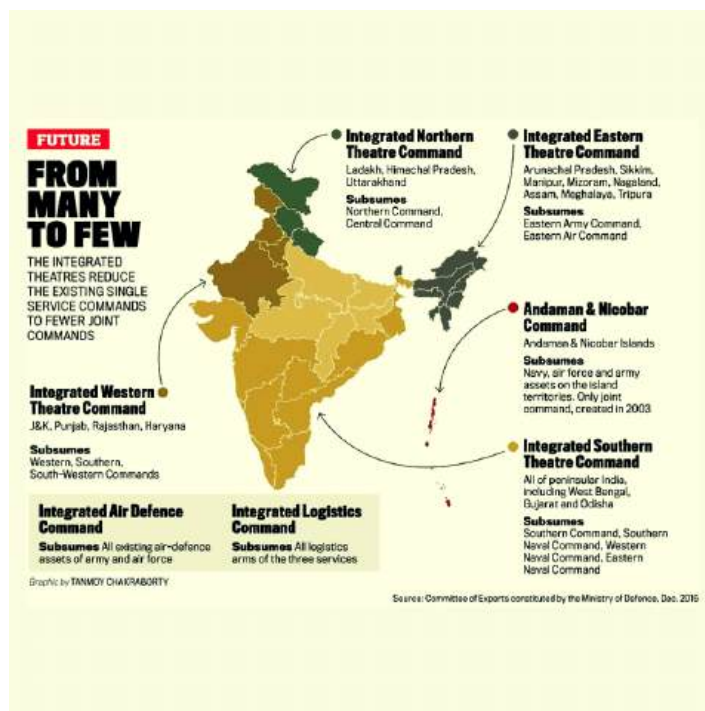 FUTURE
FROM
MANY
TO FEW
THE INTEGRATED
THEATRES REDUCE
THE EXISTING SINGLE
SERVICE COMMANDS
TO FEWER JOINT
COMMANDS
Integrated Northern
Theatre Command
Ladakh, Himachal Pradesh,
Uttarakhand
Subsumes
Northern Command,
Central Command
Integrated Eastern
Theatre Command
Arunachal Pradesh, Sikkim,
Manipur, Mizoram, Nagaland,
Assam, Meghalaya, Tripura
Subsumes
Eastern Army Command,
Eastern Air Command
Andaman & Nicobar
Command
Andaman & Nicobar Islands
Subsumes
Navy, air force and army
assets on the island
territories. Only joint
command, created in 2003
Integrated Western
Theatre Command
J&K, Punjab, Rajasthan, Haryana
Subsumes
Western, Southern,
South-Western Commands
Integrated Southern
Theatre Command
All of peninsular India,
including West Bengal,
Gujarat and Odisha
Subsumes
Southern Command, Southern
Naval Command, Western
Naval Command, Eastern
Naval Command
Integrated Air Defence
Command
Subsumes All existing air-defence
assets of army and air force
Integrated Logistics
Command
Subsumes All logistics
arms of the three services
Graphic by TANMOY CHAKRABORTY
Source: Committee of Experts constituted by the Ministry of Defence, Dec. 2016